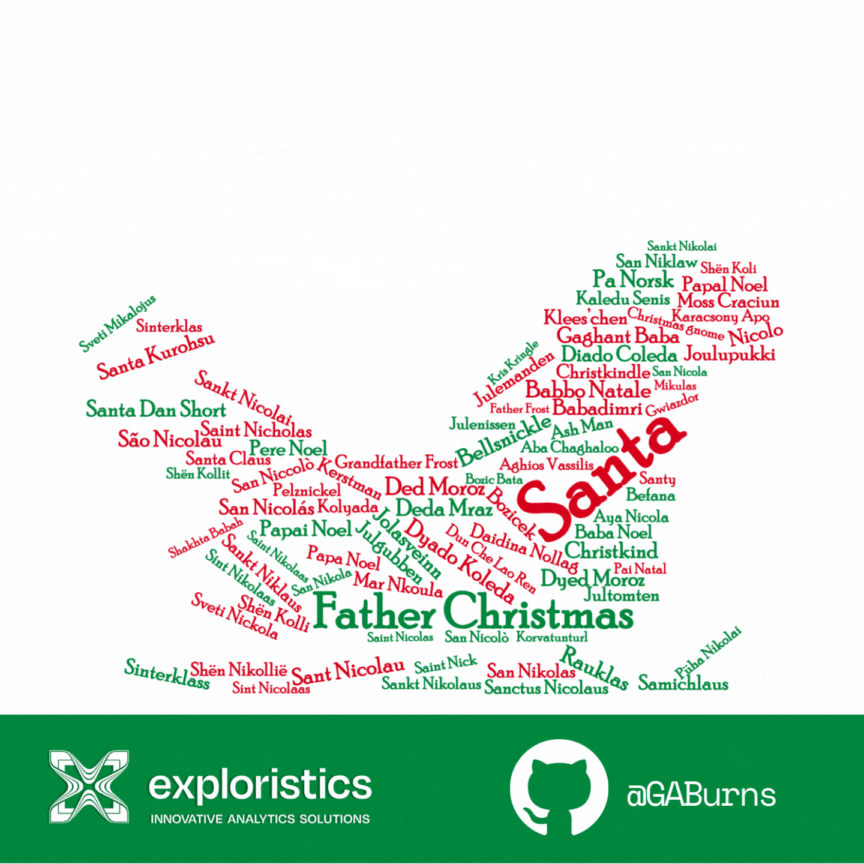 Sankt Nikolai
San Niklaw
Shën Koli
Pa Norsk
Papal Noel
Kaledu Senis
Moss Craciun
Klees'chen
Christmas gnome
Karacsony Apo
Gaghant Baba
Nicolo
Sveti Mikalojus
Sinterklas
Santa Kurohsu
Kris Kringle
Diado Coleda
Joulupukki
Julemanden
Christkindle
San Nicola
Babbo Natale
Mikulas
Sankt Nicolai
Father Frost
Babadimri
Gwiazdor
Santa Dan Short
Julenissen
Bellsnickle
Ash Man
Santa
São Nicolau
Saint Nicholas
Pere Noel
Aba Chaghaloo
Santa Claus
San Niccolò
Kerstman
Grandfather Frost
Aghios Vassilis
Shën Kollit
Bozic Bata
Santy
Pelznickel
Ded Moroz
Bozicek
Befana
San Nicolás
Kolyada
Deda Mraz
Aya Nicola
Shakhta Babah
Papai Noel
Jolasveinn
Julgubben
Dyado Koleda
Daidina Nollag
Baba Noel
Saint Nikolaas
Dun Che Lao Ren
Christkind
Sankt Niklaus
Papa Noel
Pai Natal
Sint Nikolaas
San Nikola
Mar Nkoula
Dyed Moroz
Jultomten
Sveti Nickola
Shën Kolli
Father Christmas
Saint Nicolas
San Nicolò
Korvatunturl
Sinterklass
Shën Nikollië
Sant Nicolau
Saint Nick
San Nikolas
Rauklas
Püha Nikolai
Sint Nicolaas
Sankt Nikolaus
Sanctus Nicolaus
Samichlaus
exploristics
INNOVATIVE ANALYTICS SOLUTIONS
@GABurns